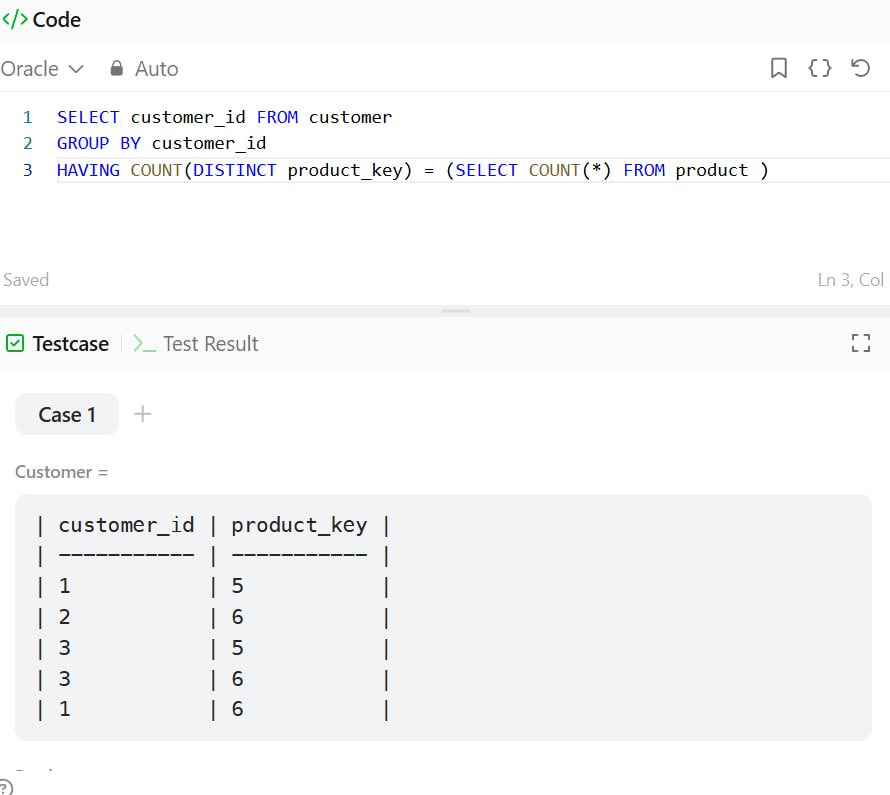 </> Code
Oracle Auto
1 SELECT customer_id FROM customer
2 GROUP BY customer_id
3 HAVING COUNT(DISTINCT product_key) = (SELECT COUNT(*) FROM product )
Saved Ln 3, Col
Testcase >_ Test Result
Case 1 +
Customer =
| customer_id | product_key |
| ----------- | ----------- |
| 1 | 5 |
| 2 | 6 |
| 3 | 5 |
| 3 | 6 |
| 1 | 6 |